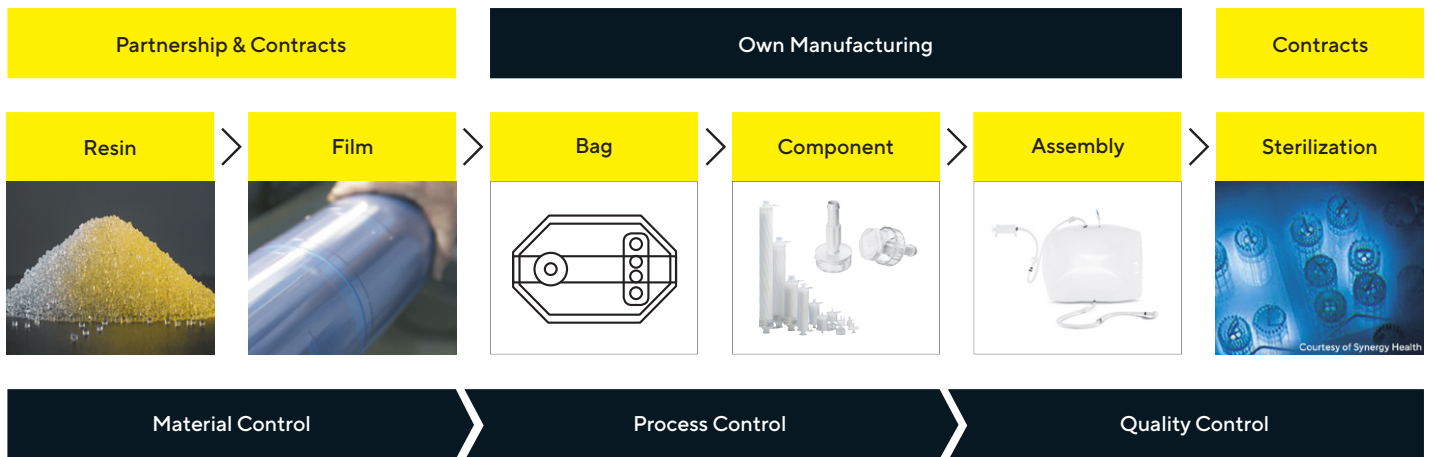 Partnership & Contracts
Own Manufacturing
Contracts
Resin
Film
Bag
Component
Assembly
Sterilization
Courtesy of Synergy Health
Material Control
Process Control
Quality Control